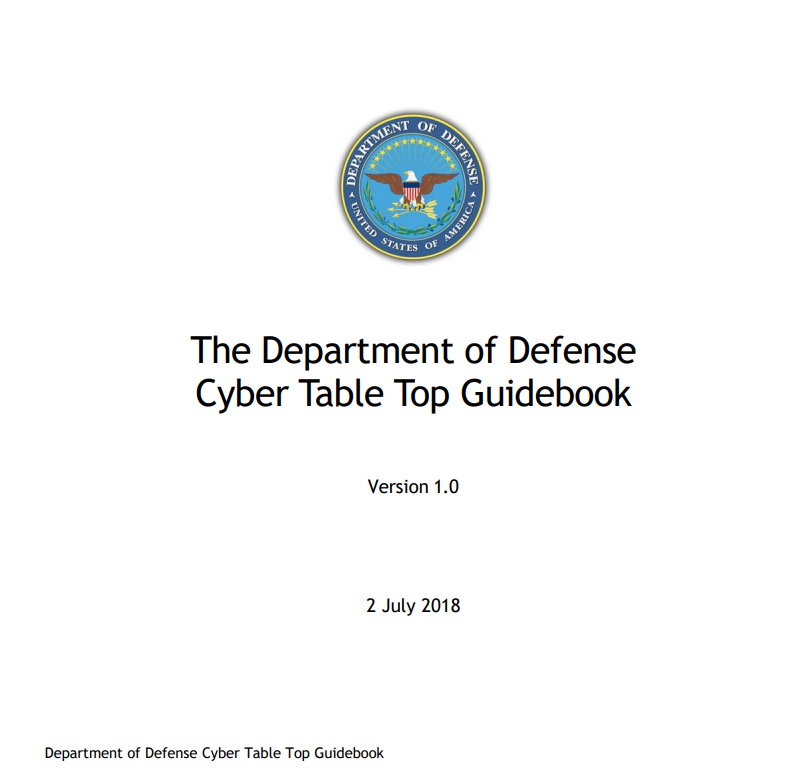 DEPARTMENT OF DEFENSE
UNITED STATES OF AMERICA
The Department of Defense
Cyber Table Top Guidebook
Version 1.0
2 July 2018
Department of Defense Cyber Table Top Guidebook